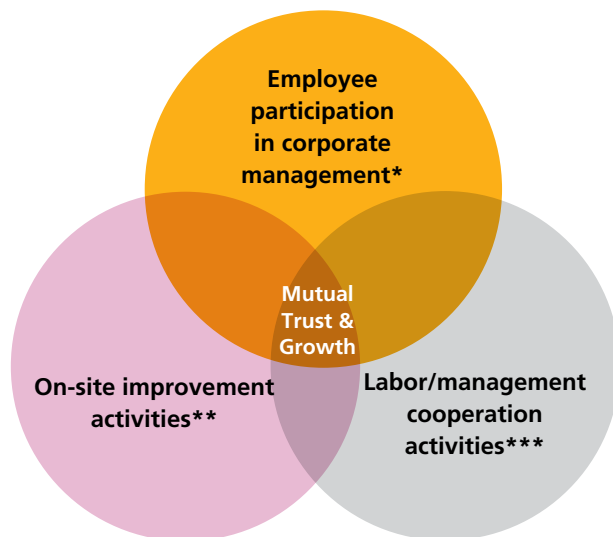 Employee
participation
in corporate
management*
Mutual
Trust &
Growth
On-site improvement
activities**
Labor/management
cooperation
activities***